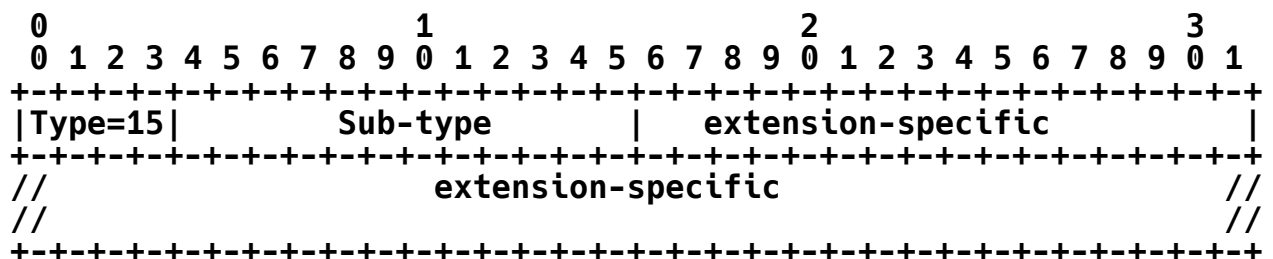 0                   1                   2                   3
 0 1 2 3 4 5 6 7 8 9 0 1 2 3 4 5 6 7 8 9 0 1 2 3 4 5 6 7 8 9 0 1
+-+-+-+-+-+-+-+-+-+-+-+-+-+-+-+-+-+-+-+-+-+-+-+-+-+-+-+-+-+-+-+-+
|Type=15|        Sub-type       |   extension-specific          |
+-+-+-+-+-+-+-+-+-+-+-+-+-+-+-+-+-+-+-+-+-+-+-+-+-+-+-+-+-+-+-+-+
//                    extension-specific                       //
//                                                             //
+-+-+-+-+-+-+-+-+-+-+-+-+-+-+-+-+-+-+-+-+-+-+-+-+-+-+-+-+-+-+-+-+